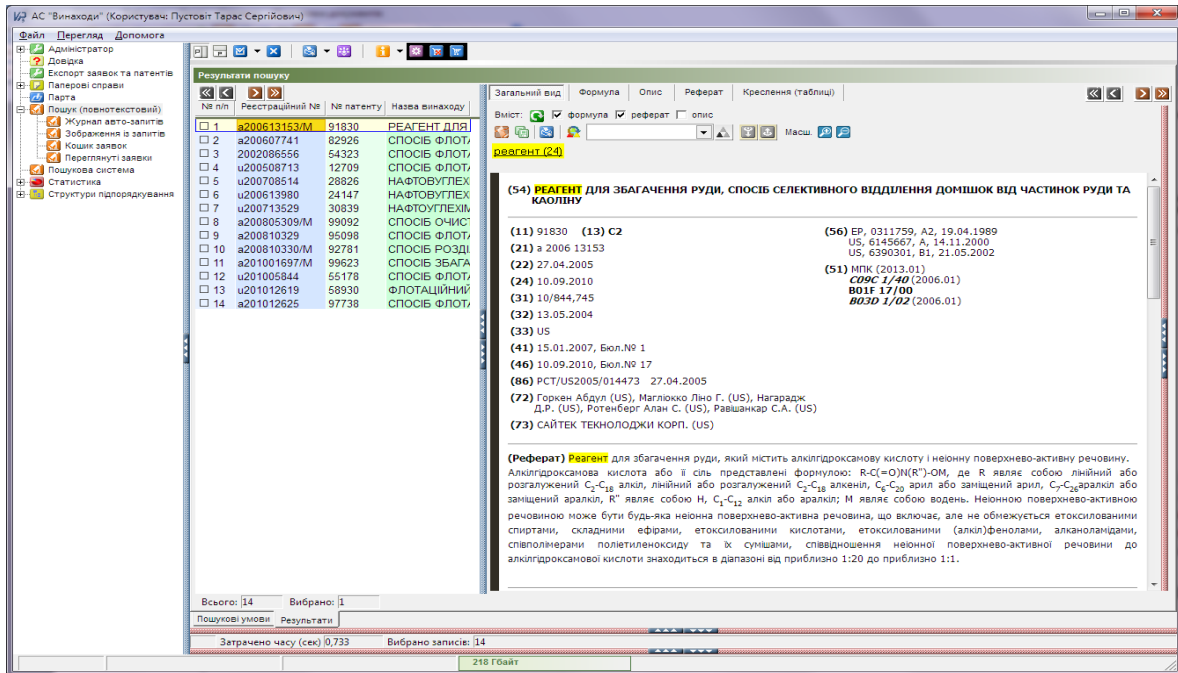 АС "Винаходи" (Користувач: Пустовіт Тарас Сергійович)
Файл Перегляд Допомога
Адміністратор
Довідка
Експорт заявок та патентів
Паперові справи
Парта
Пошук (повнотекстовий)
Журнал авто-запитів
Зображення із запитів
Кошик заявок
Переглянуті заявки
Пошукова система
Статистика
Структури підпорядкування
Результати пошуку
№ п/п Реєстраційний № № патенту Назва винаходу
1 a200613153/М 91830 РЕАГЕНТ ДЛЯ
2 a200607741 82926 СПОСІБ ФЛОТА
3 2002086556 54323 СПОСІБ ФЛОТА
4 u200508713 12709 СПОСІБ ФЛОТА
5 u200708514 28826 НАФТОВУГЛЕХ
6 u200613980 24147 НАФТОВУГЛЕХ
7 u200713529 30839 НАФТОУГЛЕХІМ
8 a200805309/М 99092 СПОСІБ ОЧИСТ
9 a200810329 95098 СПОСІБ ФЛОТА
10 a200810330/М 92781 СПОСІБ РОЗДІ
11 a201001697/М 99623 СПОСІБ ЗБАГА
12 u201005844 55178 СПОСІБ ФЛОТА
13 u201012619 58930 ФЛОТАЦІЙНИЙ
14 a201012625 97738 СПОСІБ ФЛОТА
Всього: 14 Вибрано: 1
Пошукові умови Результати
Затрачено часу (сек) 0,733 Вибрано записів: 14
218 Гбайт
Загальний вид Формула Опис Реферат Креслення (таблиці)
Вміст: формула реферат опис
Масш.
реагент (24)
(54) РЕАГЕНТ ДЛЯ ЗБАГАЧЕННЯ РУДИ, СПОСІБ СЕЛЕКТИВНОГО ВІДДІЛЕННЯ ДОМІШОК ВІД ЧАСТИНОК РУДИ ТА
КАОЛІНУ
(11) 91830 (13) C2
(21) a 2006 13153
(22) 27.04.2005
(24) 10.09.2010
(31) 10/844,745
(32) 13.05.2004
(33) US
(41) 15.01.2007, Бюл.№ 1
(46) 10.09.2010, Бюл.№ 17
(86) PCT/US2005/014473 27.04.2005
(72) Горкен Абдул (US), Магліокко Ліно Г. (US), Нагарадж
Д.Р. (US), Ротенберг Алан С. (US), Равішанкар С.А. (US)
(73) САЙТЕК ТЕКНОЛОДЖИ КОРП. (US)
(56) EP, 0311759, A2, 19.04.1989
US, 6145667, A, 14.11.2000
US, 6390301, B1, 21.05.2002
(51) МПК (2013.01)
C09C 1/40 (2006.01)
B01F 17/00
B03D 1/02 (2006.01)
(Реферат) Реагент для збагачення руди, який містить алкілгідроксамову кислоту і неіонну поверхнево-активну речовину.
Алкілгідроксамова кислота або її сіль представлені формулою: R-C(=O)N(R")-OM, де R являє собою лінійний або
розгалужений C2-C18 алкіл, лінійний або розгалужений C2-C18 алкеніл, C6-C20 арил або заміщений арил, C7-C26аралкіл або
заміщений аралкіл, R" являє собою H, C1-C12 алкіл або аралкіл; M являє собою водень. Неіонною поверхнево-активною
речовиною може бути будь-яка неіонна поверхнево-активна речовина, що включає, але не обмежується етоксилованими
спиртами, складними ефірами, етоксилованими кислотами, етоксилованими (алкіл)фенолами, алканоламідами,
співполімерами поліетиленоксиду та їх сумішами, співвідношення неіонної поверхнево-активної речовини до
алкілгідроксамової кислоти знаходиться в діапазоні від приблизно 1:20 до приблизно 1:1.